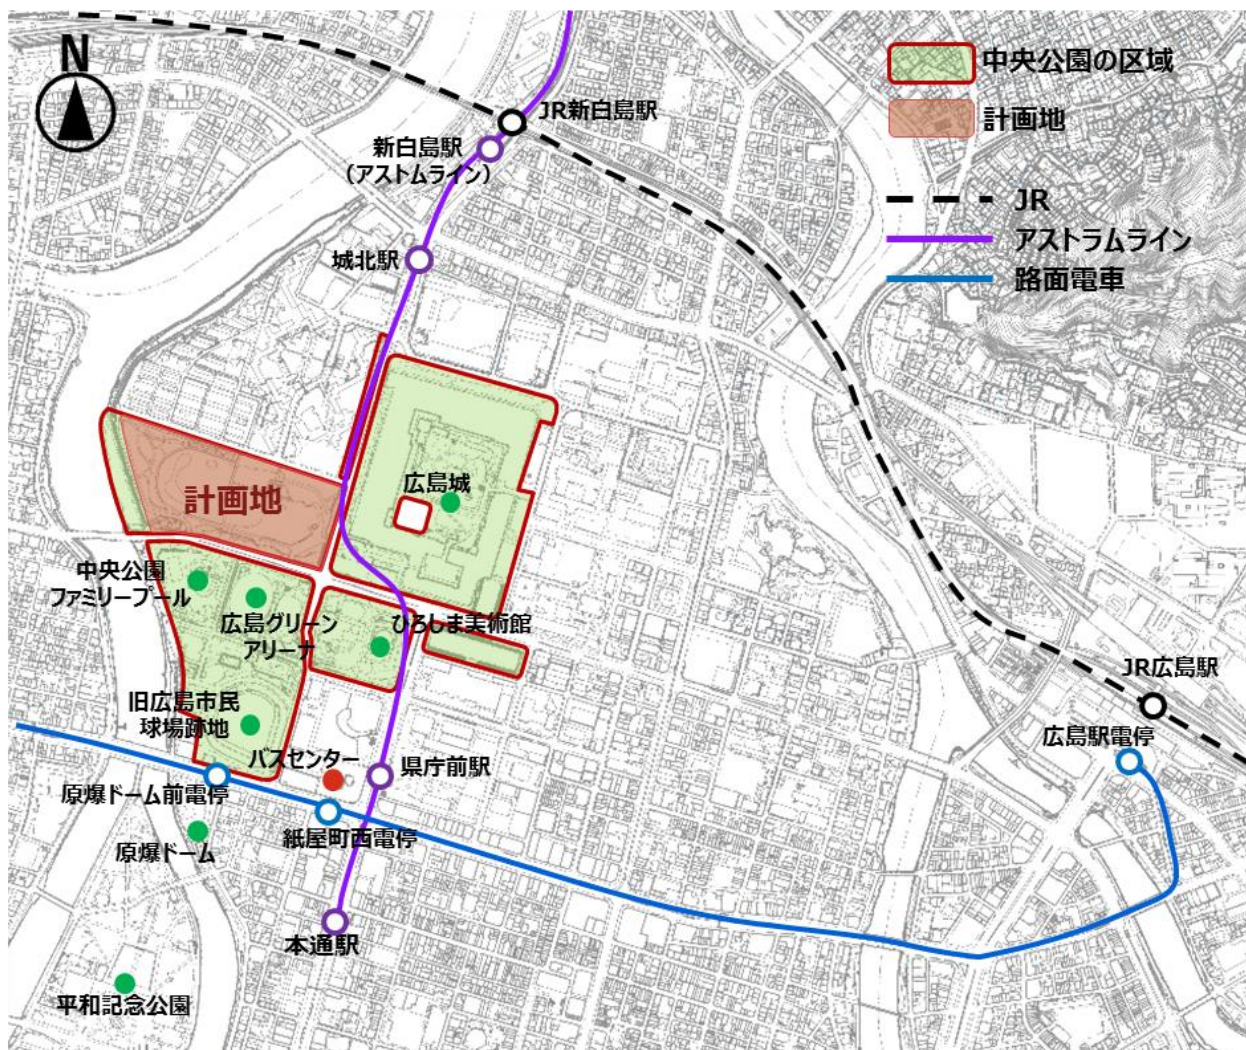 N
中央公園の区域
計画地
JR
アストラムライン
路面電車
JR新白島駅
新白島駅
（アストムライン）
城北駅
広島城
計画地
中央公園
ファミリープール
広島グリーン
アリーナ
ひろしま美術館
旧広島市民
球場跡地
バスセンター
県庁前駅
原爆ドーム前電停
紙屋町西電停
原爆ドーム
本通駅
平和記念公園
JR広島駅
広島駅電停